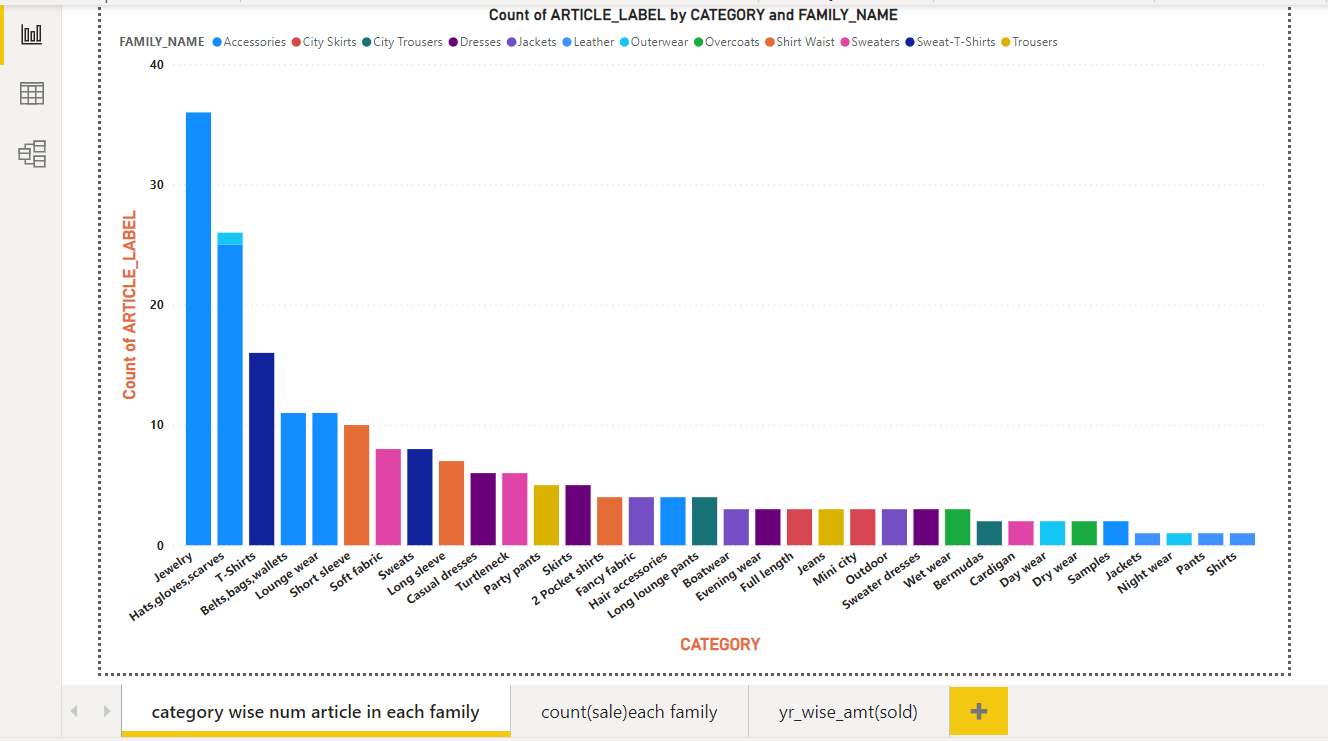 Count of ARTICLE_LABEL by CATEGORY and FAMILY_NAME
FAMILY_NAME Accessories City Skirts City Trousers Dresses Jackets Leather Outerwear Overcoats Shirt Waist Sweaters Sweat-T-Shirts Trousers
40
30
20
10
0
Count of ARTICLE_LABEL
Jewelry
Hats,gloves,scarves
T-Shirts
Belts,bags,wallets
Lounge wear
Short sleeve
Soft fabric
Sweats
Long sleeve
Casual dresses
Turtleneck
Party pants
Skirts
2 Pocket shirts
Fancy fabric
Hair accessories
Long lounge pants
Boatwear
Evening wear
Full length
Jeans
Mini city
Outdoor
Sweater dresses
Wet wear
Bermudas
Cardigan
Day wear
Dry wear
Samples
Jackets
Night wear
Pants
Shirts
CATEGORY
category wise num article in each family
count(sale)each family
yr_wise_amt(sold)